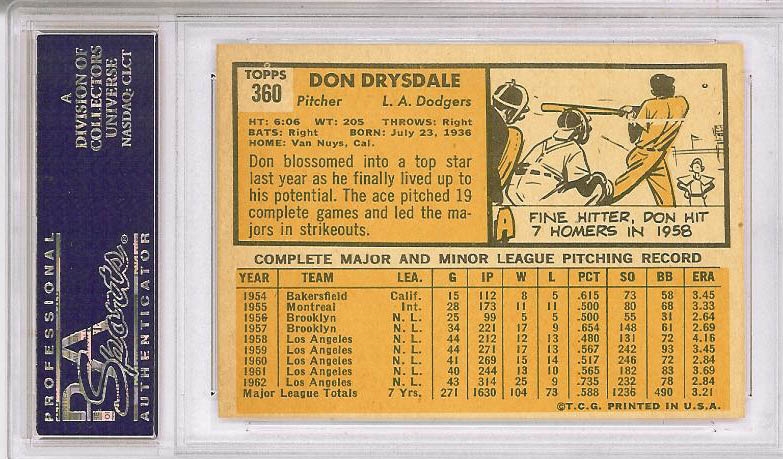 A
DIVISION OF
COLLECTORS
UNIVERSE
NASDAQ: CLCT
PROFESSIONAL
PSA
Sports®
AUTHENTICATOR
TOPPS
360
DON DRYSDALE
Pitcher L. A. Dodgers
HT: 6:06 WT: 205 THROWS: Right
BATS: Right BORN: July 23, 1936
HOME: Van Nuys, Cal.
Don blossomed into a top star
last year as he finally lived up to
his potential. The ace pitched 19
complete games and led the ma-
jors in strikeouts.
A
FINE HITTER, DON HIT
7 HOMERS IN 1958
COMPLETE MAJOR AND MINOR LEAGUE PITCHING RECORD
YEAR TEAM LEA. G IP W L PCT SO BB ERA
1954 Bakersfield Calif. 15 112 8 5 .615 73 58 3.45
1955 Montreal Int. 28 173 11 11 .500 80 68 3.33
1956 Brooklyn N. L. 25 99 5 5 .500 55 31 2.64
1957 Brooklyn N. L. 34 221 17 9 .654 148 61 2.69
1958 Los Angeles N. L. 44 212 12 13 .480 131 72 4.16
1959 Los Angeles N. L. 44 271 17 13 .567 242 93 3.45
1960 Los Angeles N. L. 41 269 15 14 .517 246 72 2.84
1961 Los Angeles N. L. 40 244 13 10 .565 182 83 3.69
1962 Los Angeles N. L. 43 314 25 9 .735 232 78 2.84
Major League Totals 7 Yrs. 271 1630 104 73 .588 1236 490 3.21
©T.C.G. PRINTED IN U.S.A.